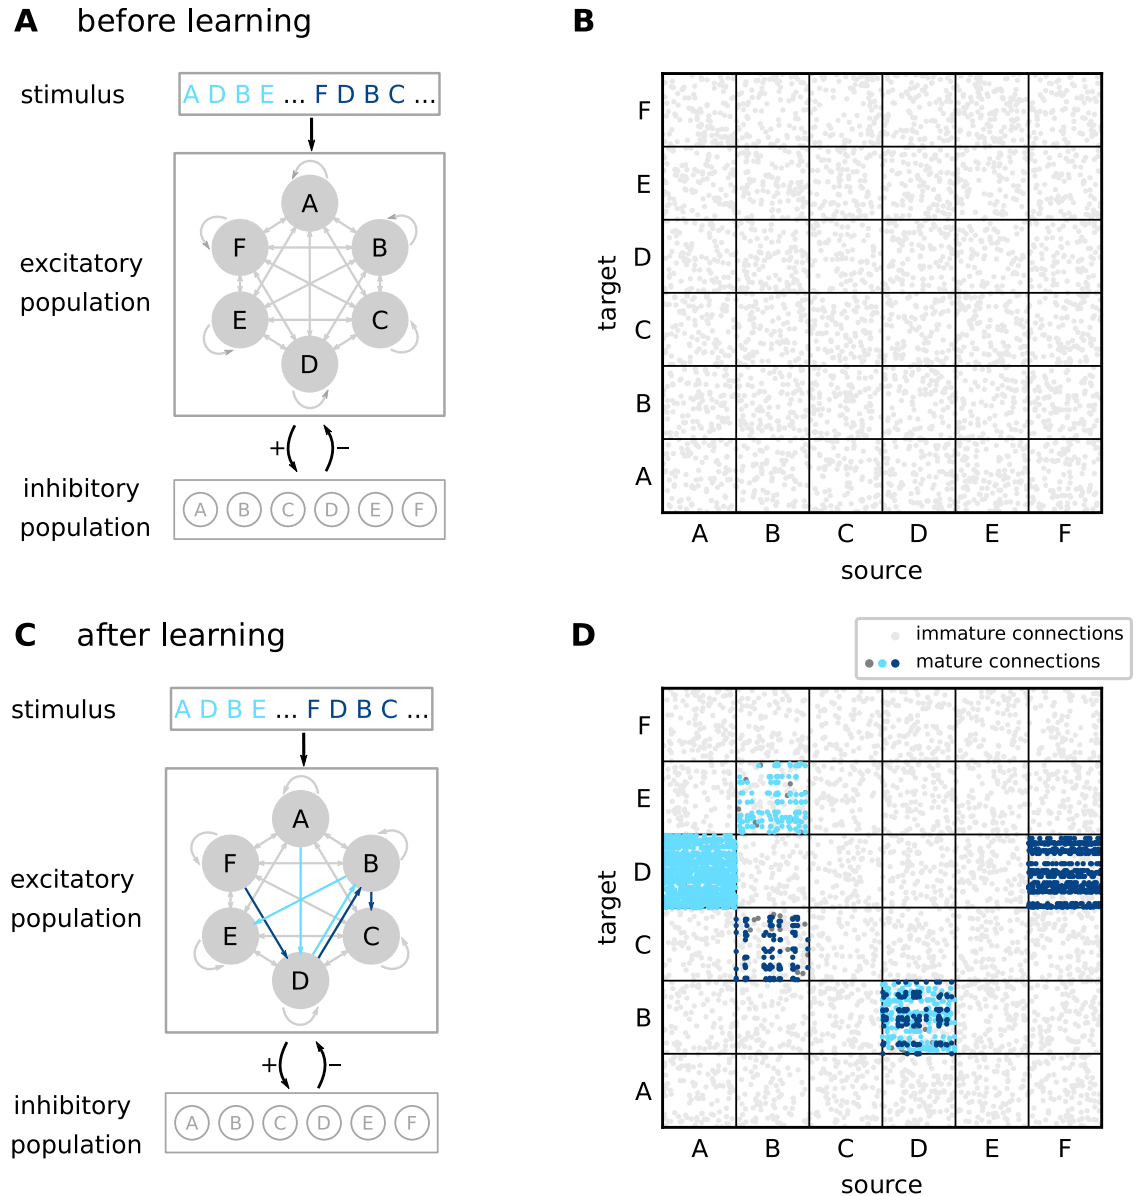 A before learning
stimulus
A D B E ... F D B C ...
excitatory
population
A
F
B
E
C
D
+
−
inhibitory
population
A B C D E F
B
target
F
E
D
C
B
A
A B C D E F
source
C after learning
stimulus
A D B E ... F D B C ...
excitatory
population
A
F
B
E
C
D
+
−
inhibitory
population
A B C D E F
D
immature connections
mature connections
target
F
E
D
C
B
A
A B C D E F
source